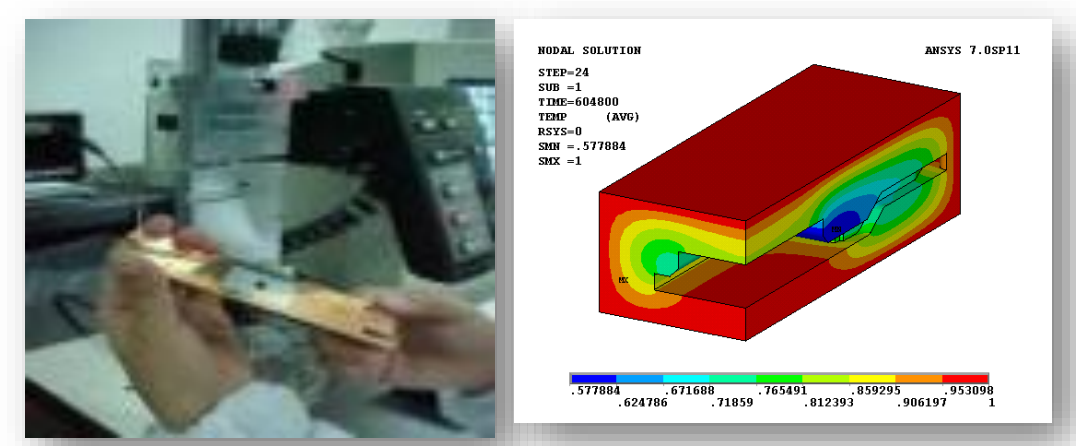 NODAL SOLUTION
ANSYS 7.0SP11
STEP=24
SUB =1
TIME=604800
TEMP (AVG)
RSYS=0
SMN =.577884
SMX =1
MX
.577884 .671688 .765491 .859295 .953098
.624786 .71859 .812393 .906197 1